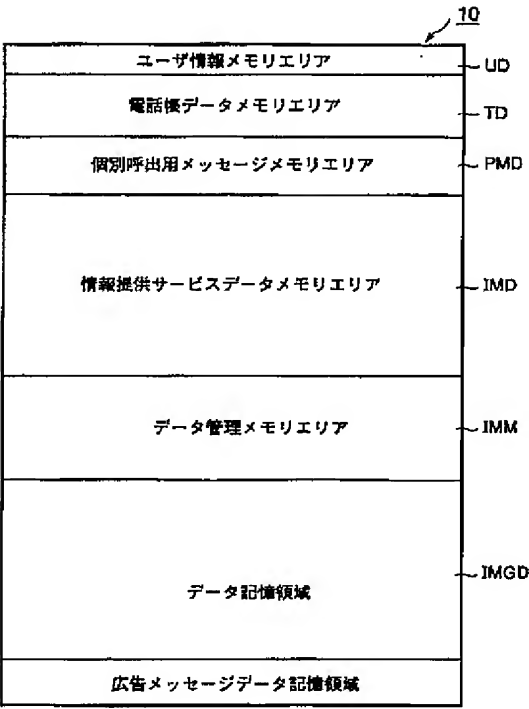 10
ユーザ情報メモリエリア UD
電話帳データメモリエリア TD
個別呼出用メッセージメモリエリア PMD
情報提供サービスデータメモリエリア IMD
データ管理メモリエリア IMM
データ記憶領域 IMGD
広告メッセージデータ記憶領域